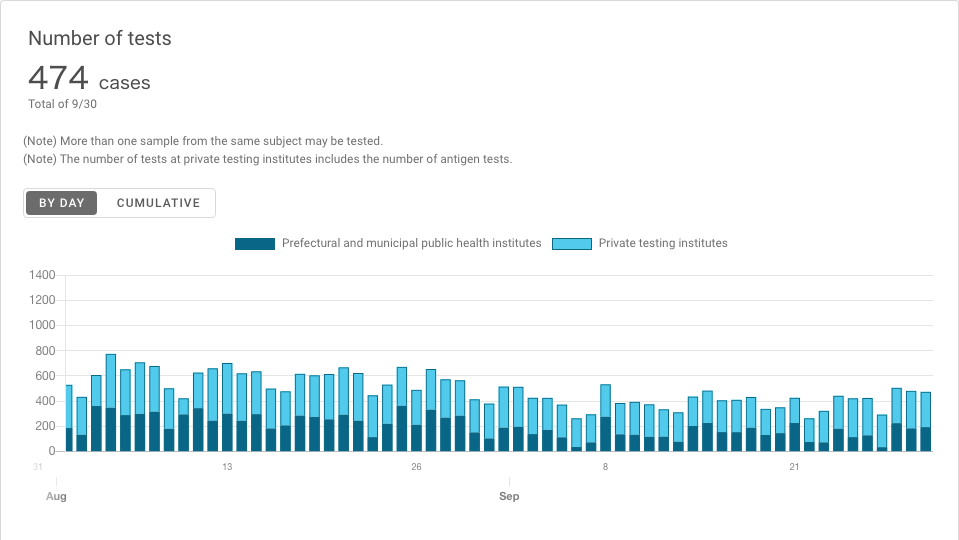 Number of tests
474 cases
Total of 9/30
(Note) More than one sample from the same subject may be tested.
(Note) The number of tests at private testing institutes includes the number of antigen tests.
BY DAY CUMULATIVE
Prefectural and municipal public health institutes Private testing institutes
1400
1200
1000
800
600
400
200
0
31 13 26 8 21
Aug Sep